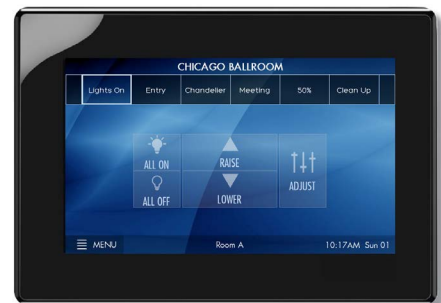 CHICAGO BALLROOM
Lights On Entry Chandelier Meeting 50% Clean Up
ALL ON RAISE
ADJUST
ALL OFF LOWER
MENU Room A 10:17AM Sun 01